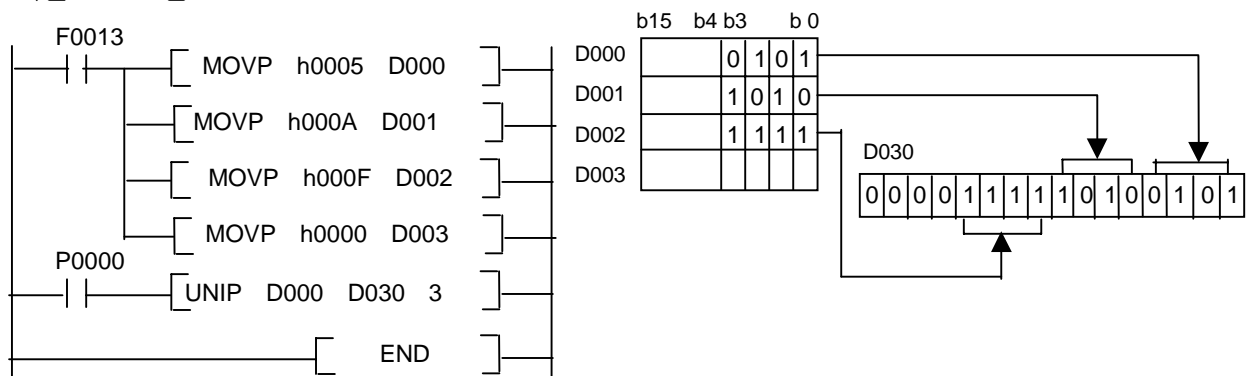 F0013
MOVP h0005 D000
MOVP h000A D001
MOVP h000F D002
MOVP h0000 D003
P0000
UNIP D000 D030 3
END
b15 b4 b3 b 0
D000 0 1 0 1
D001 1 0 1 0
D002 1 1 1 1
D003
D030
0 0 0 0 1 1 1 1 1 0 1 0 0 1 0 1